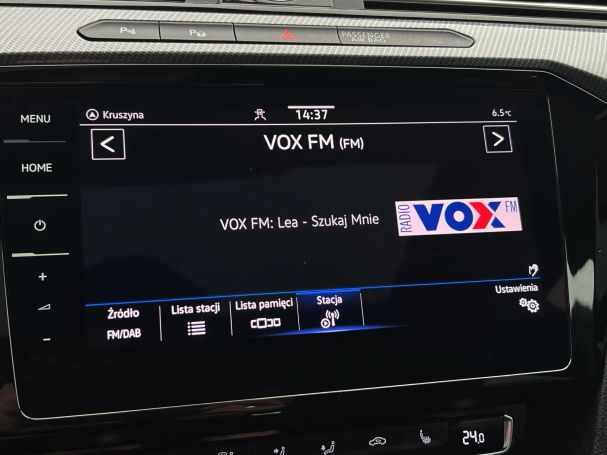 PASSENGER
AIR BAG
MENU
Kruszyna
14:37
6.5°C
HOME
VOX FM (FM)
VOX FM: Lea - Szukaj Mnie
RADIO VOX FM
Źródło
FM/DAB
Lista stacji
Lista pamięci
Stacja
Ustawienia
24.0